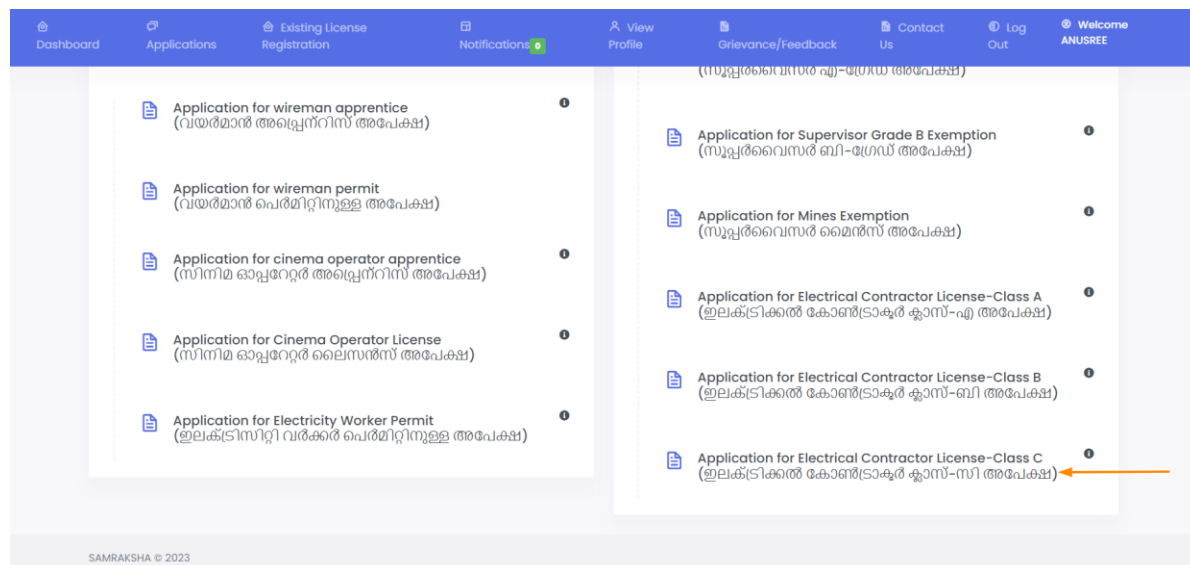 Dashboard
Applications
Existing License
Registration
Notifications 0
View
Profile
Grievance/Feedback
Contact
Us
Log
Out
Welcome
ANUSREE
Application for wireman apprentice
(വയർമാൻ അപ്രെന്റിസ് അപേക്ഷ)
Application for wireman permit
(വയർമാൻ പെർമിറ്റിനുള്ള അപേക്ഷ)
Application for cinema operator apprentice
(സിനിമ ഓപ്പറേറ്റർ അപ്രെന്റിസ് അപേക്ഷ)
Application for Cinema Operator License
(സിനിമ ഓപ്പറേറ്റർ ലൈസൻസ് അപേക്ഷ)
Application for Electricity Worker Permit
(ഇലക്ട്രിസിറ്റി വർക്കർ പെർമിറ്റിനുള്ള അപേക്ഷ)
(സൂപ്പർവൈസർ എ-ഗ്രേഡ് അപേക്ഷ)
Application for Supervisor Grade B Exemption
(സൂപ്പർവൈസർ ബി-ഗ്രേഡ് അപേക്ഷ)
Application for Mines Exemption
(സൂപ്പർവൈസർ മൈൻസ് അപേക്ഷ)
Application for Electrical Contractor License-Class A
(ഇലക്ട്രിക്കൽ കോൺട്രാക്ടർ ക്ലാസ്-എ അപേക്ഷ)
Application for Electrical Contractor License-Class B
(ഇലക്ട്രിക്കൽ കോൺട്രാക്ടർ ക്ലാസ്-ബി അപേക്ഷ)
Application for Electrical Contractor License-Class C
(ഇലക്ട്രിക്കൽ കോൺട്രാക്ടർ ക്ലാസ്-സി അപേക്ഷ)
SAMRAKSHA © 2023